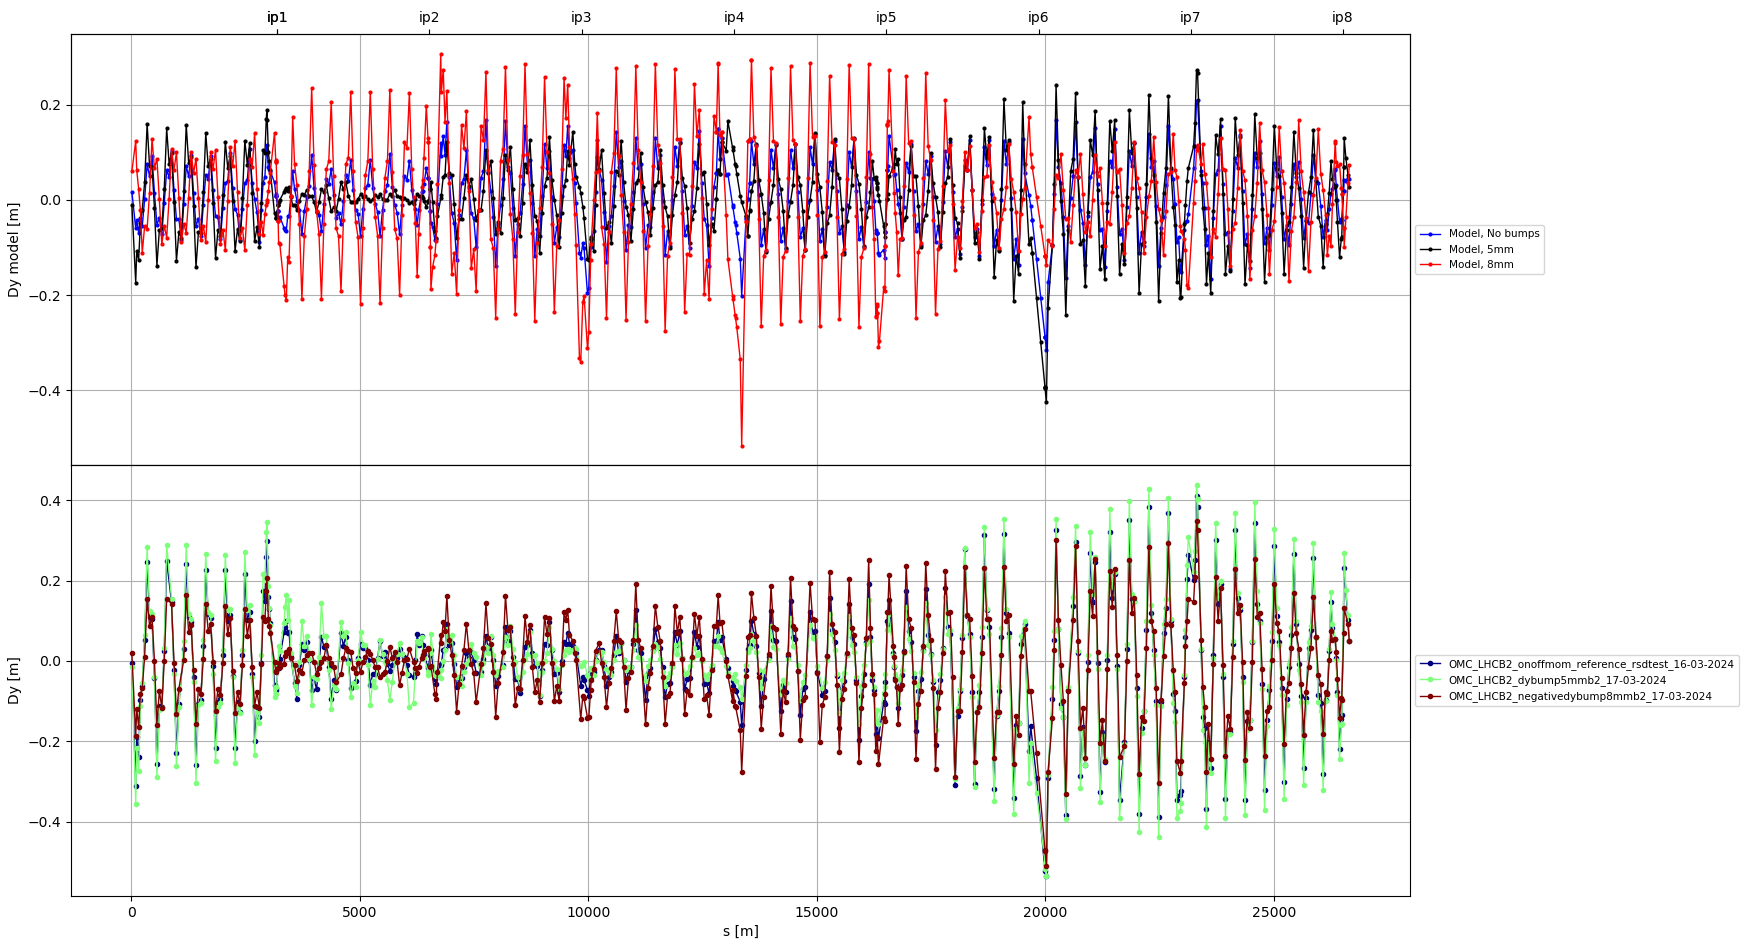 ip1 ip2 ip3 ip4 ip5 ip6 ip7 ip8
Dy model [m]
0.2
0.0
−0.2
−0.4
Model, No bumps
Model, 5mm
Model, 8mm
Dy [m]
0.4
0.2
0.0
−0.2
−0.4
OMC_LHCB2_onoffmom_reference_rsdtest_16-03-2024
OMC_LHCB2_dybump5mmb2_17-03-2024
OMC_LHCB2_negativedybump8mmb2_17-03-2024
0 5000 10000 15000 20000 25000
s [m]